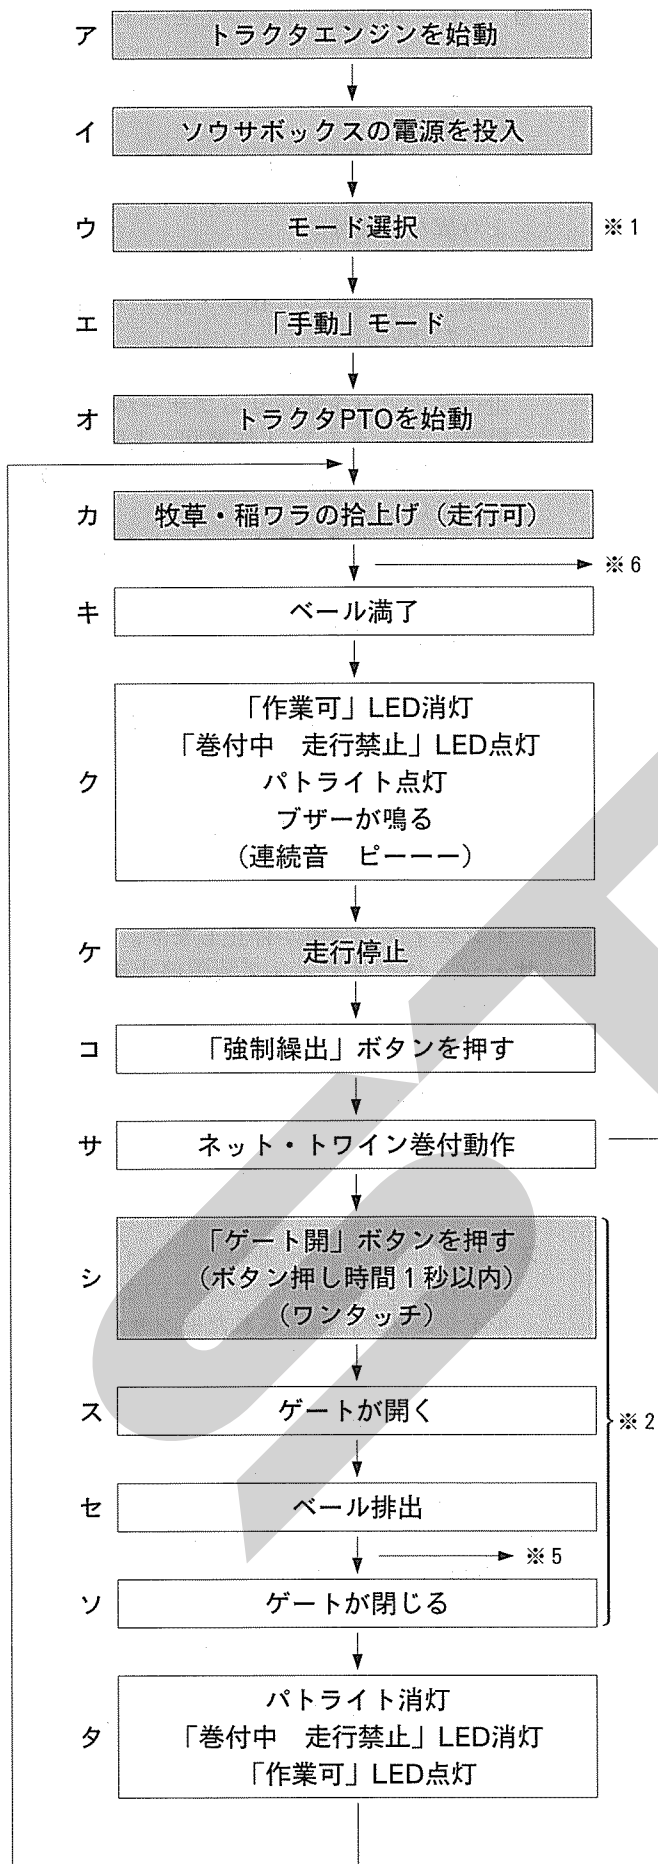 ア トラクタエンジンを始動
イ ソウサボックスの電源を投入
ウ モード選択 ※1
エ 「手動」モード
オ トラクタPTOを始動
カ 牧草・稲ワラの拾上げ（走行可）
※6
キ ベール満了
「作業可」LED消灯
「巻付中　走行禁止」LED点灯
ク パトライト点灯
ブザーが鳴る
（連続音　ピーーー）
ケ 走行停止
コ 「強制繰出」ボタンを押す
サ ネット・トワイン巻付動作
「ゲート開」ボタンを押す
シ （ボタン押し時間1秒以内）
（ワンタッチ）
ス ゲートが開く ※2
セ ベール排出
※5
ソ ゲートが閉じる
パトライト消灯
タ 「巻付中　走行禁止」LED消灯
「作業可」LED点灯